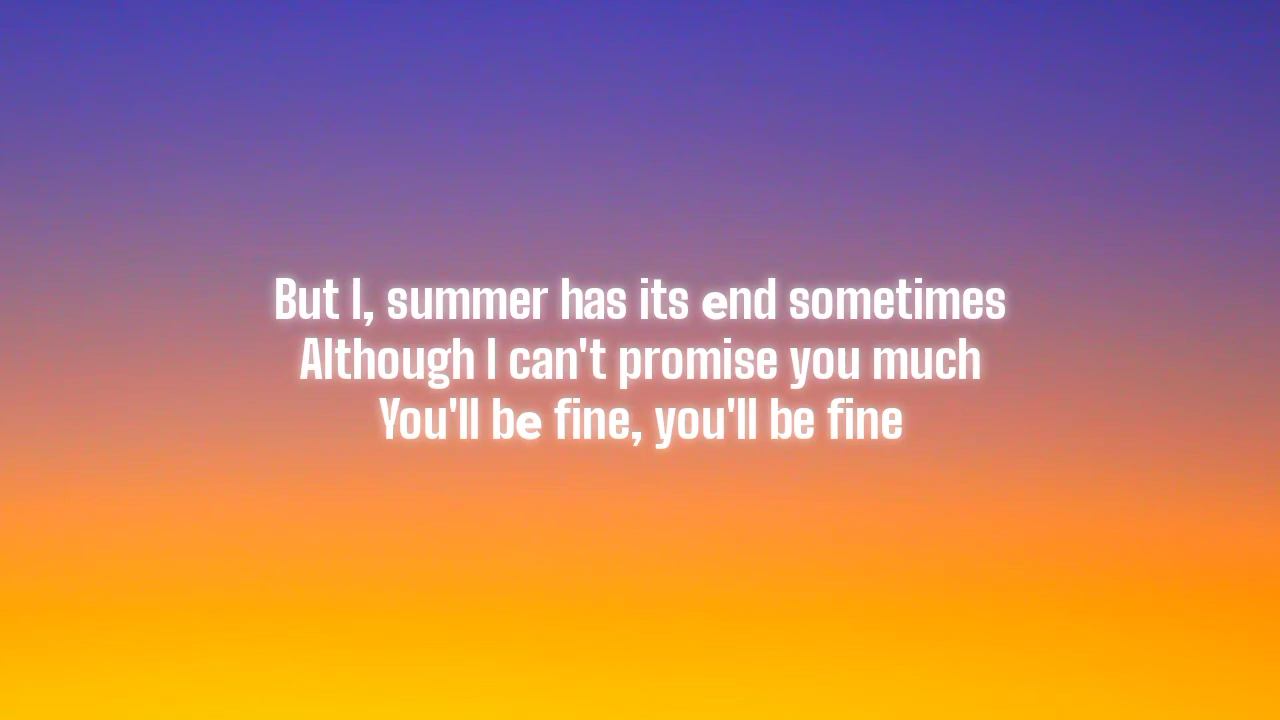 But I, summer has its end sometimes
Although I can't promise you much
You'll be fine, you'll be fine